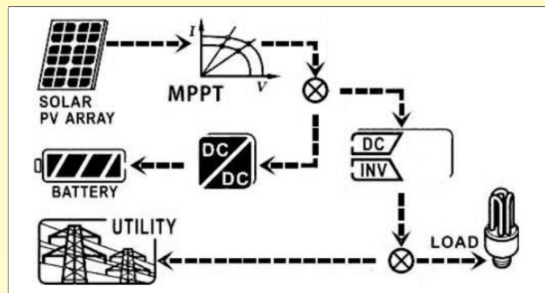 I
SOLAR
PV ARRAY
MPPT
V
DC
INV
DC
DC
BATTERY
UTILITY
LOAD